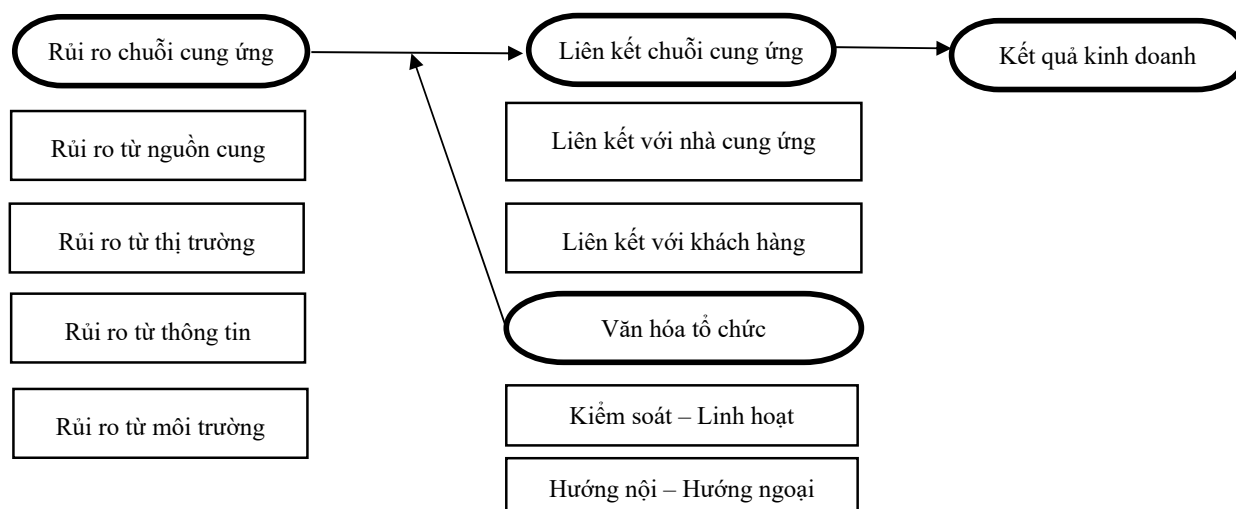 Rủi ro chuỗi cung ứng
Liên kết chuỗi cung ứng
Kết quả kinh doanh
Rủi ro từ nguồn cung
Liên kết với nhà cung ứng
Rủi ro từ thị trường
Liên kết với khách hàng
Rủi ro từ thông tin
Văn hóa tổ chức
Rủi ro từ môi trường
Kiểm soát – Linh hoạt
Hướng nội – Hướng ngoại